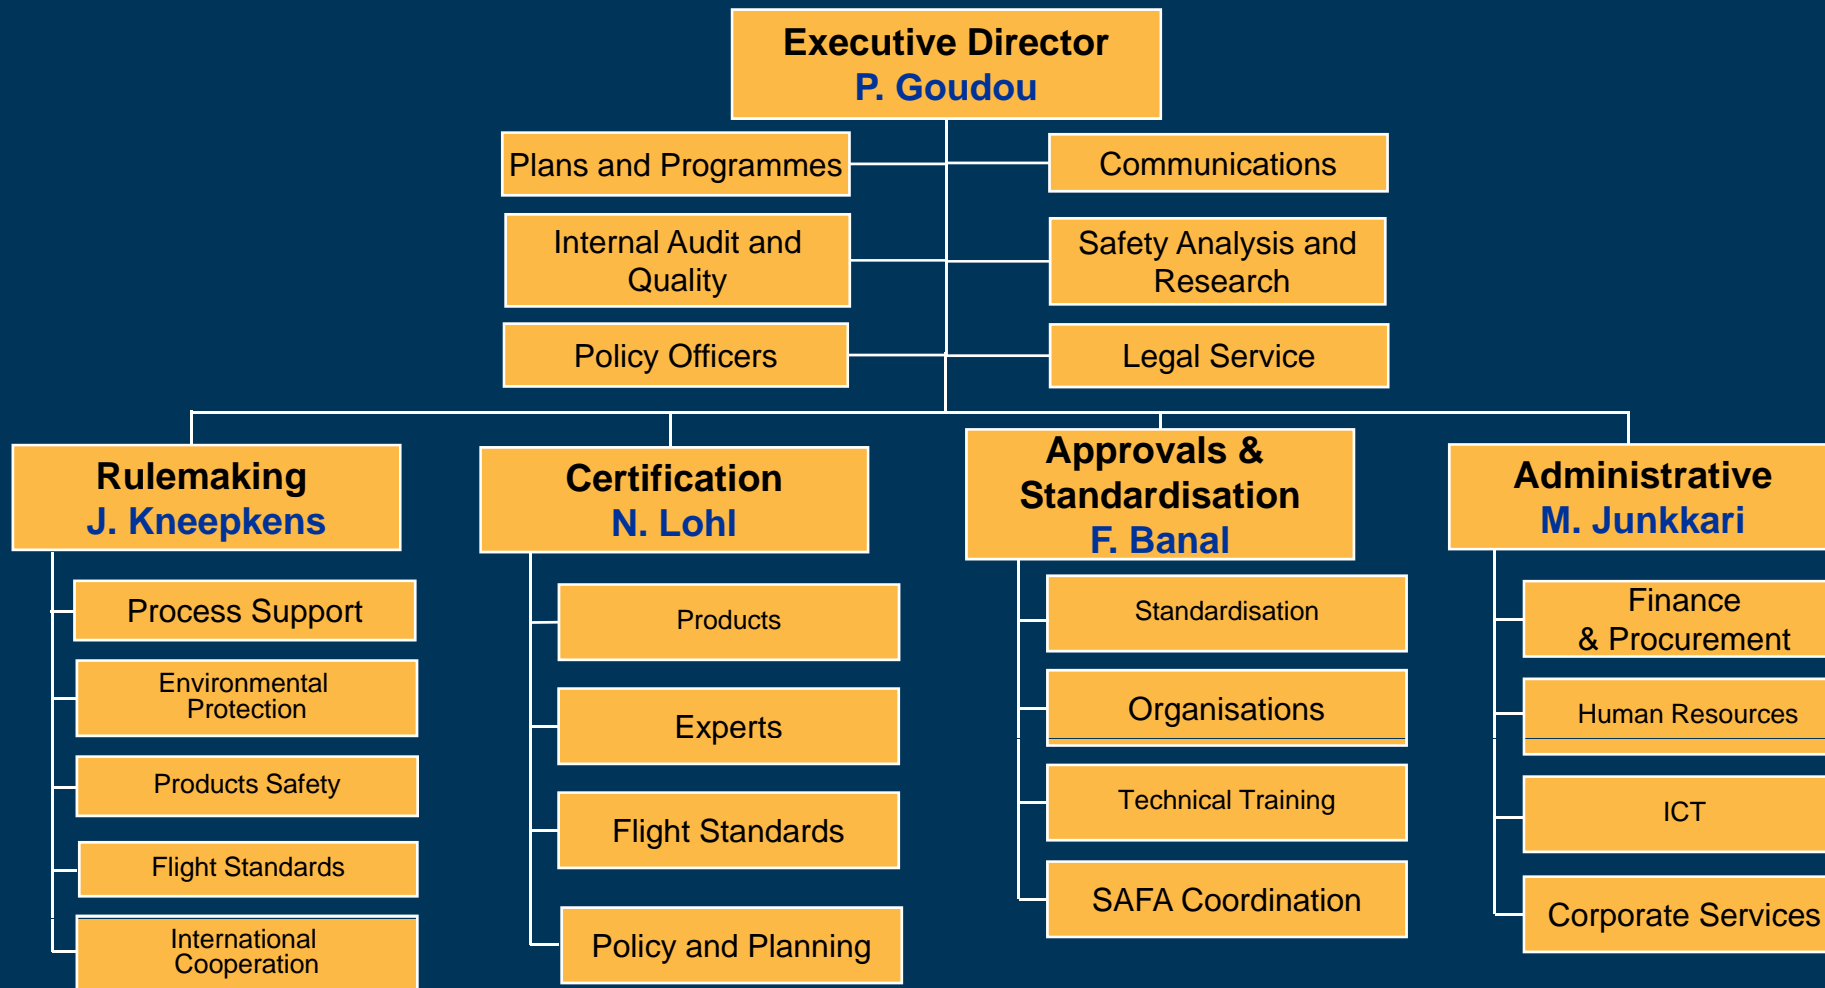 Executive Director
P. Goudou
Plans and Programmes
Communications
Internal Audit and
Quality
Safety Analysis and
Research
Policy Officers
Legal Service
Rulemaking
J. Kneepkens
Process Support
Environmental
Protection
Products Safety
Flight Standards
International
Cooperation
Certification
N. Lohl
Products
Experts
Flight Standards
Policy and Planning
Approvals &
Standardisation
F. Banal
Standardisation
Organisations
Technical Training
SAFA Coordination
Administrative
M. Junkkari
Finance
& Procurement
Human Resources
ICT
Corporate Services